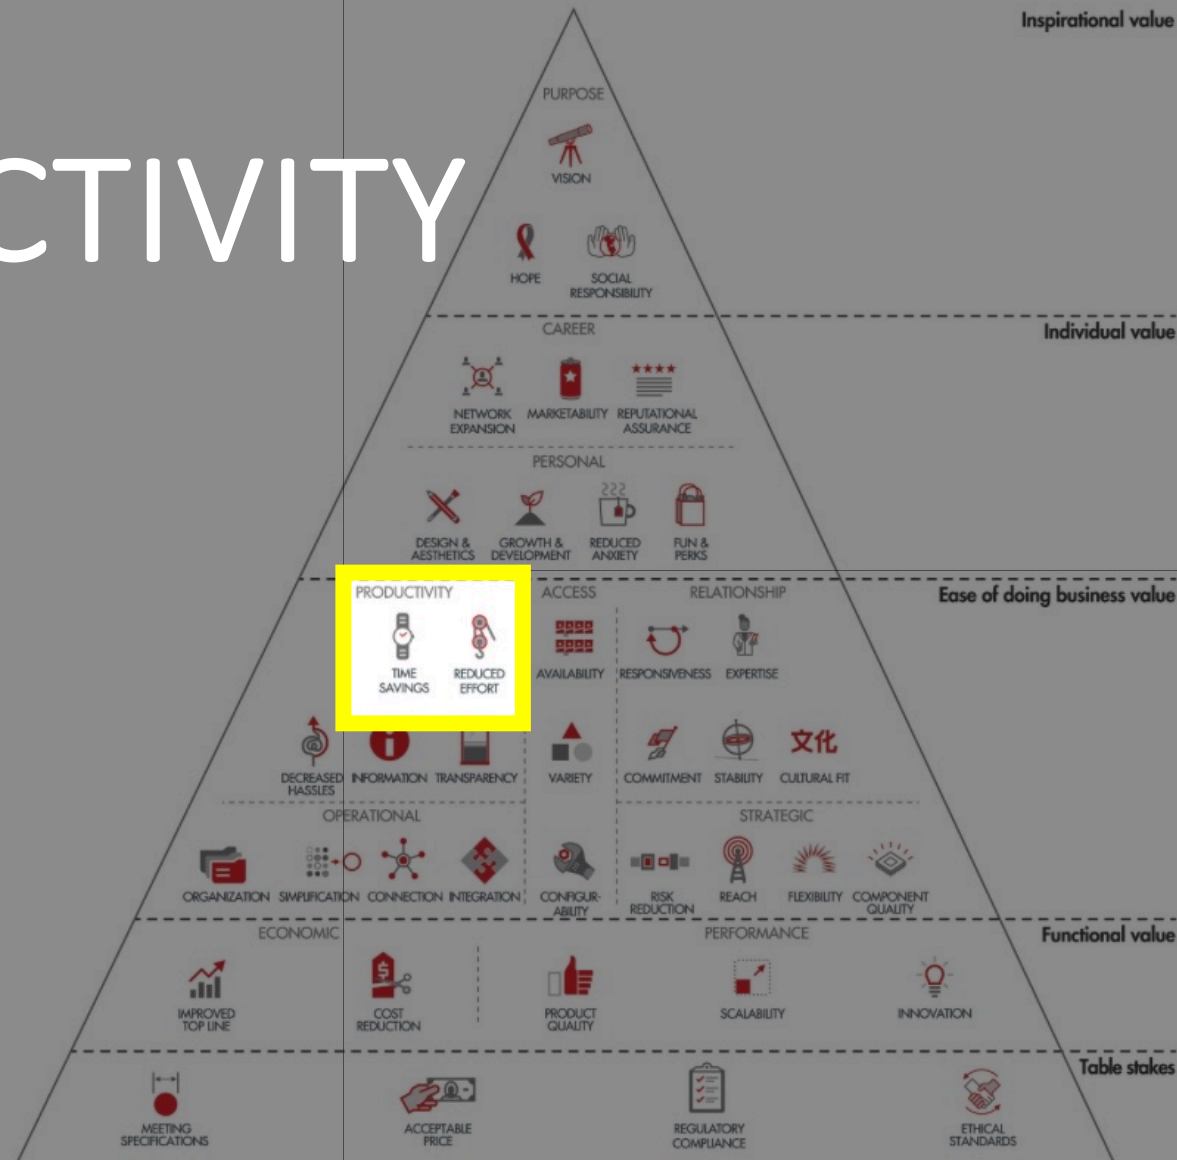 Inspirational value
PURPOSE
CTIVITY
VISION
HOPE
SOCIAL
RESPONSIBILITY
Individual value
CAREER
NETWORK
EXPANSION
MARKETABILITY
REPUTATIONAL
ASSURANCE
PERSONAL
DESIGN &
AESTHETICS
GROWTH &
DEVELOPMENT
REDUCED
ANXIETY
FUN &
PERKS
Ease of doing business value
PRODUCTIVITY
ACCESS
RELATIONSHIP
TIME
SAVINGS
REDUCED
EFFORT
AVAILABILITY
RESPONSIVENESS
EXPERTISE
文化
DECREASED
HASSLES
INFORMATION
TRANSPARENCY
VARIETY
COMMITMENT
STABILITY
CULTURAL FIT
OPERATIONAL
STRATEGIC
ORGANIZATION
SIMPLIFICATION
CONNECTION
INTEGRATION
CONFIGUR-
ABILITY
RISK
REDUCTION
REACH
FLEXIBILITY
COMPONENT
QUALITY
Functional value
ECONOMIC
PERFORMANCE
$
IMPROVED
TOP LINE
COST
REDUCTION
PRODUCT
QUALITY
SCALABILITY
INNOVATION
Table stakes
MEETING
SPECIFICATIONS
ACCEPTABLE
PRICE
REGULATORY
COMPLIANCE
ETHICAL
STANDARDS